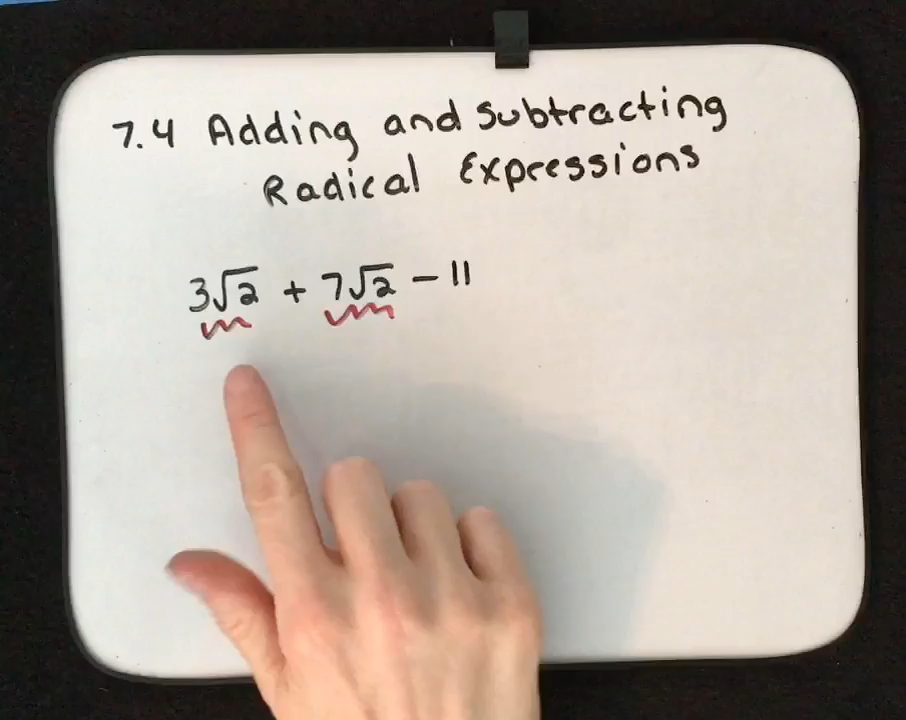 7.4 Adding and Subtracting
Radical Expressions
3√2 + 7√2 - 11